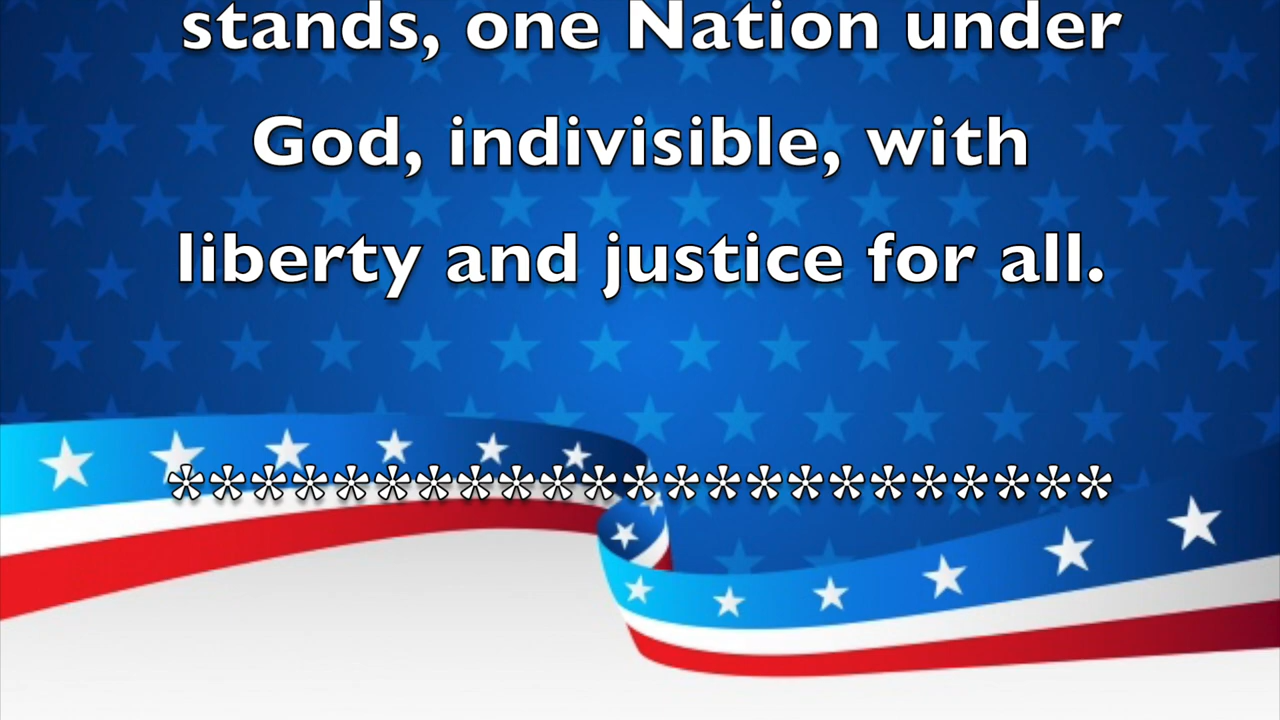 stands, one Nation under
God, indivisible, with
liberty and justice for all.
***********************